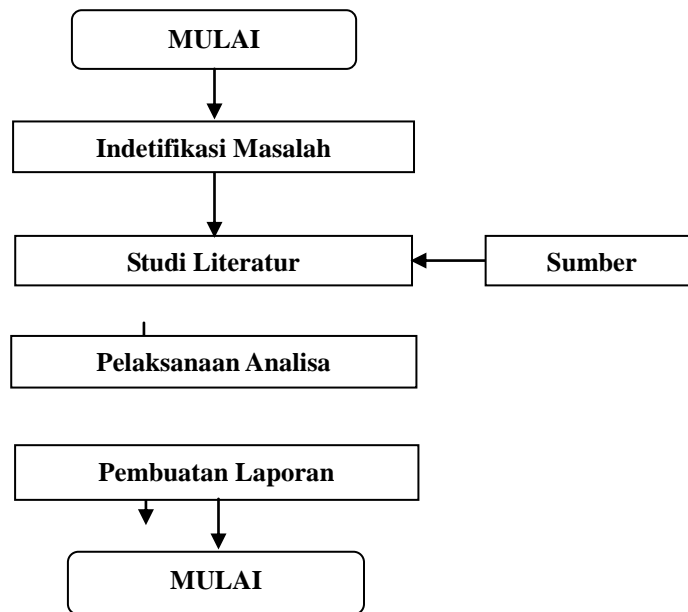 MULAI
Indetifikasi Masalah
Studi Literatur
Sumber
Pelaksanaan Analisa
Pembuatan Laporan
MULAI